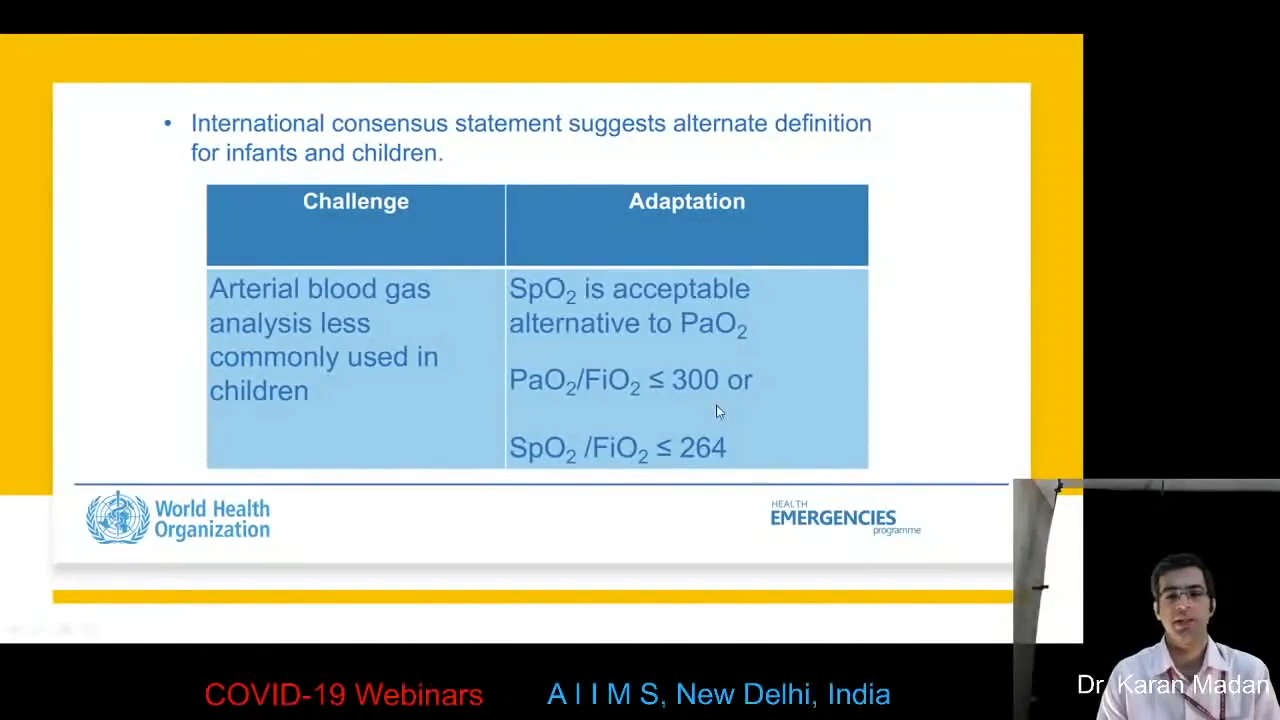 • International consensus statement suggests alternate definition
for infants and children.
Challenge
Adaptation
Arterial blood gas
analysis less
commonly used in
children
SpO₂ is acceptable
alternative to PaO₂
PaO₂/FiO₂ ≤ 300 or
SpO₂ /FiO₂ ≤ 264
World Health
Organization
HEALTH
EMERGENCIES
programme
COVID-19 Webinars
A I I M S, New Delhi, India
Dr. Karan Madan